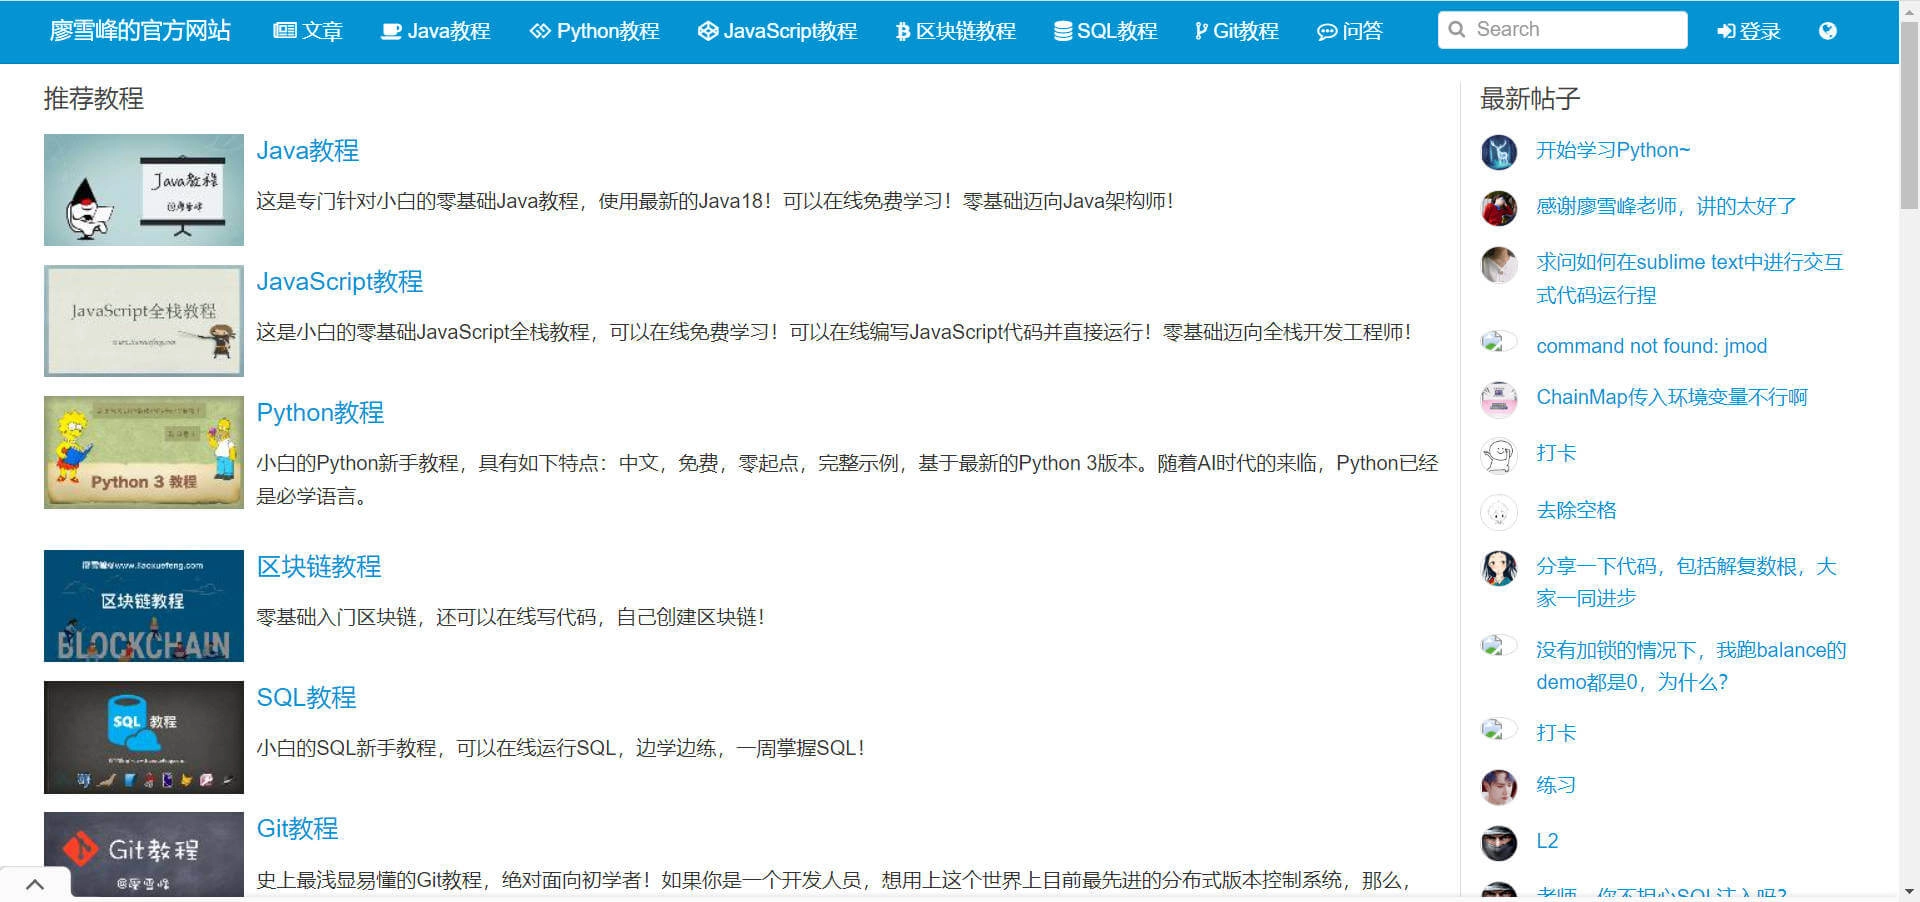 廖雪峰的官方网站 文章 Java教程 Python教程 JavaScript教程 区块链教程 SQL教程 Git教程 问答 Search 登录
推荐教程
Java教程
Java教程
这是专门针对小白的零基础Java教程，使用最新的Java18！可以在线免费学习！零基础迈向Java架构师！
JavaScript全栈教程
JavaScript教程
这是小白的零基础JavaScript全栈教程，可以在线免费学习！可以在线编写JavaScript代码并直接运行！零基础迈向全栈开发工程师！
Python 3 教程
Python教程
小白的Python新手教程，具有如下特点：中文，免费，零起点，完整示例，基于最新的Python 3版本。随着AI时代的来临，Python已经
是必学语言。
廖雪峰@www.liaoxuefeng.com
区块链教程
BLOCKCHAIN
区块链教程
零基础入门区块链，还可以在线写代码，自己创建区块链！
SQL 教程
SQL教程
小白的SQL新手教程，可以在线运行SQL，边学边练，一周掌握SQL！
Git教程
@廖雪峰
Git教程
史上最浅显易懂的Git教程，绝对面向初学者！如果你是一个开发人员，想用上这个世界上目前最先进的分布式版本控制系统，那么，
最新帖子
开始学习Python~
感谢廖雪峰老师，讲的太好了
求问如何在sublime text中进行交互
式代码运行捏
command not found: jmod
ChainMap传入环境变量不行啊
打卡
去除空格
分享一下代码，包括解复数根，大
家一同进步
没有加锁的情况下，我跑balance的
demo都是0，为什么?
打卡
练习
L2
老师，你不担心SQL注入吗?